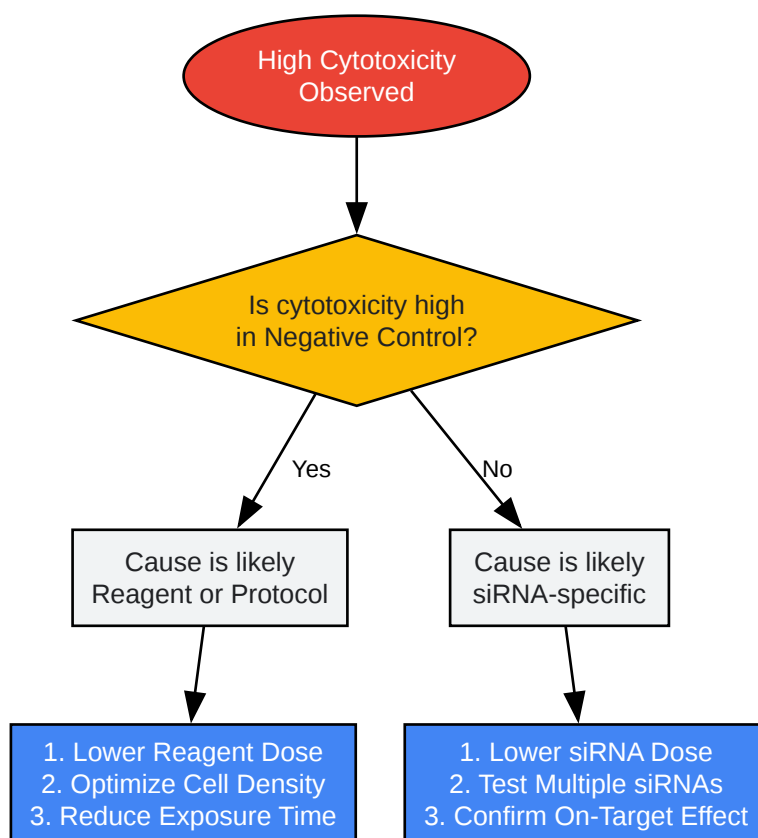 High Cytotoxicity
Observed
Is cytotoxicity high
in Negative Control?
Yes
No
Cause is likely
Reagent or Protocol
Cause is likely
siRNA-specific
1. Lower Reagent Dose
2. Optimize Cell Density
3. Reduce Exposure Time
1. Lower siRNA Dose
2. Test Multiple siRNAs
3. Confirm On-Target Effect